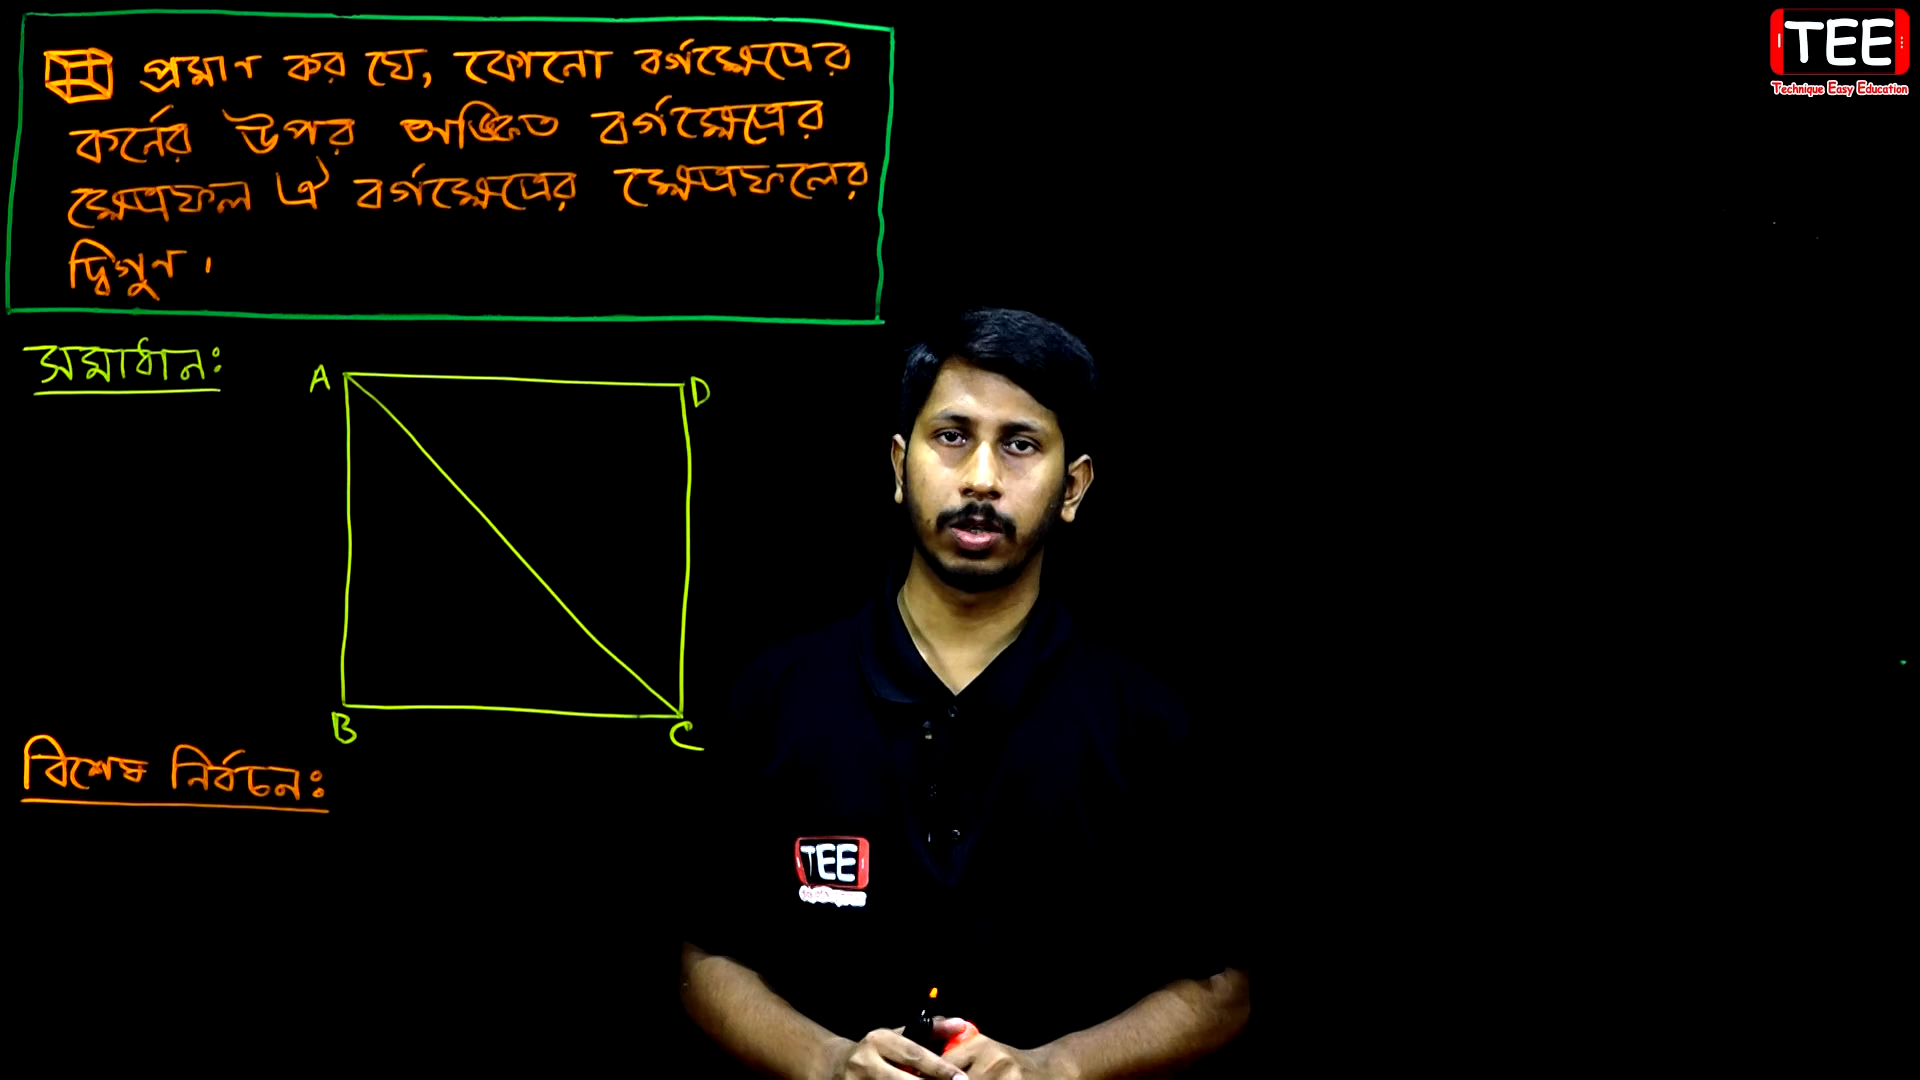 প্রমাণ কর যে, কোনো বর্গক্ষেত্রের
কর্নের উপর অঙ্কিত বর্গক্ষেত্রের
ক্ষেত্রফল ঐ বর্গক্ষেত্রের ক্ষেত্রফলের
দ্বিগুণ।
সমাধান:
A
D
B
C
বিশেষ নির্বচন:
TEE
Technique Easy Education
TEE